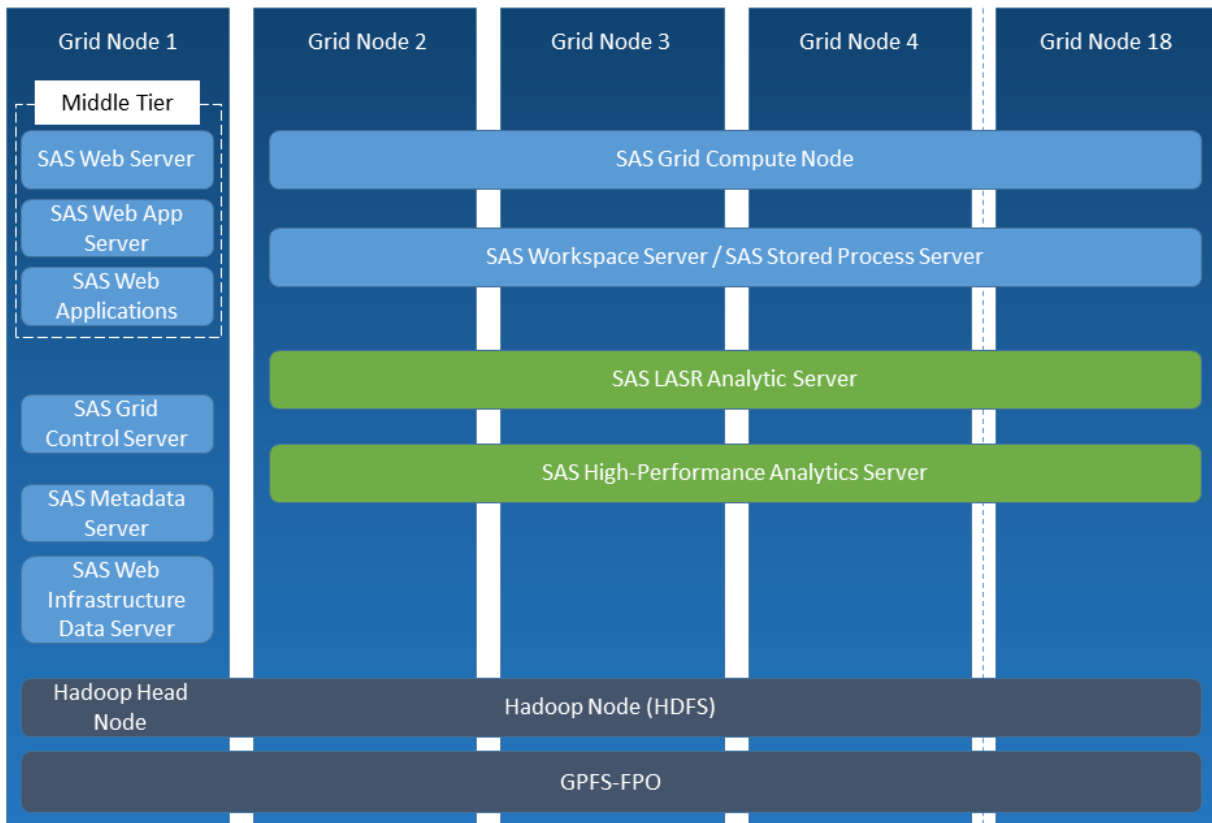 Grid Node 1
Grid Node 2
Grid Node 3
Grid Node 4
Grid Node 18
Middle Tier
SAS Web Server
SAS Web App
Server
SAS Web
Applications
SAS Grid
Control Server
SAS Metadata
Server
SAS Web
Infrastructure
Data Server
SAS Grid Compute Node
SAS Workspace Server / SAS Stored Process Server
SAS LASR Analytic Server
SAS High-Performance Analytics Server
Hadoop Head
Node
Hadoop Node (HDFS)
GPFS-FPO